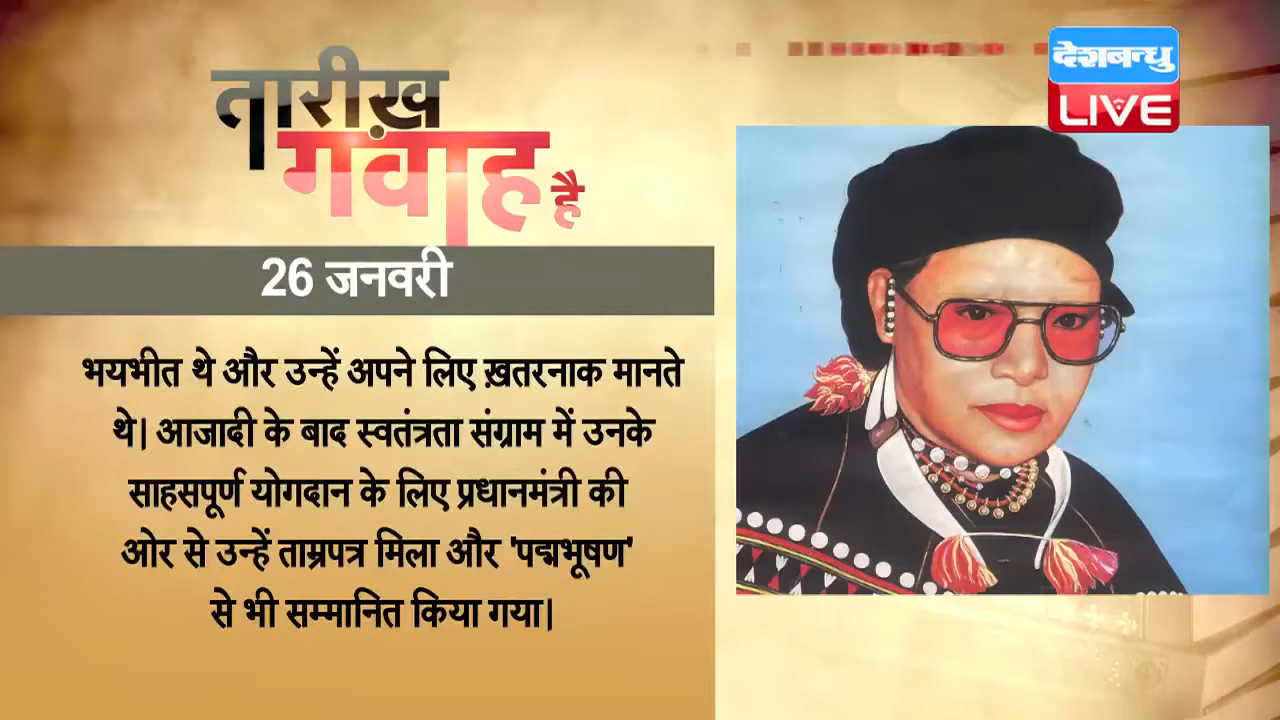 देशबन्धु
LIVE
तारीख़
गवाह है
26 जनवरी
भयभीत थे और उन्हें अपने लिए ख़तरनाक मानते
थे| आजादी के बाद स्वतंत्रता संग्राम में उनके
साहसपूर्ण योगदान के लिए प्रधानमंत्री की
ओर से उन्हें ताम्रपत्र मिला और 'पद्मभूषण'
से भी सम्मानित किया गया|